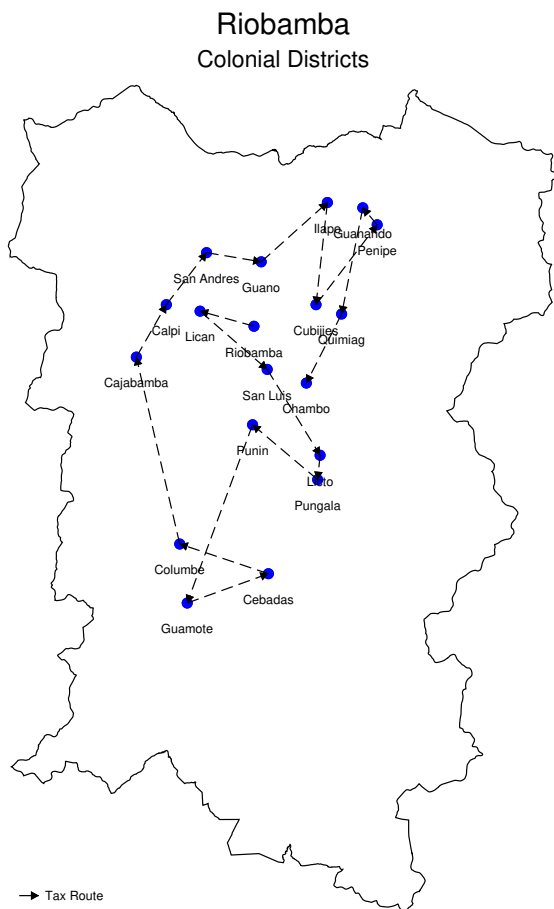 Riobamba
Colonial Districts
Ilapo
Guanando
Penipe
San Andres
Guano
Calpi
Lican
Cubijies
Quimiag
Riobamba
Cajabamba
San Luis
Chambo
Punin
Licto
Pungala
Columbe
Cebadas
Guamote
Tax Route